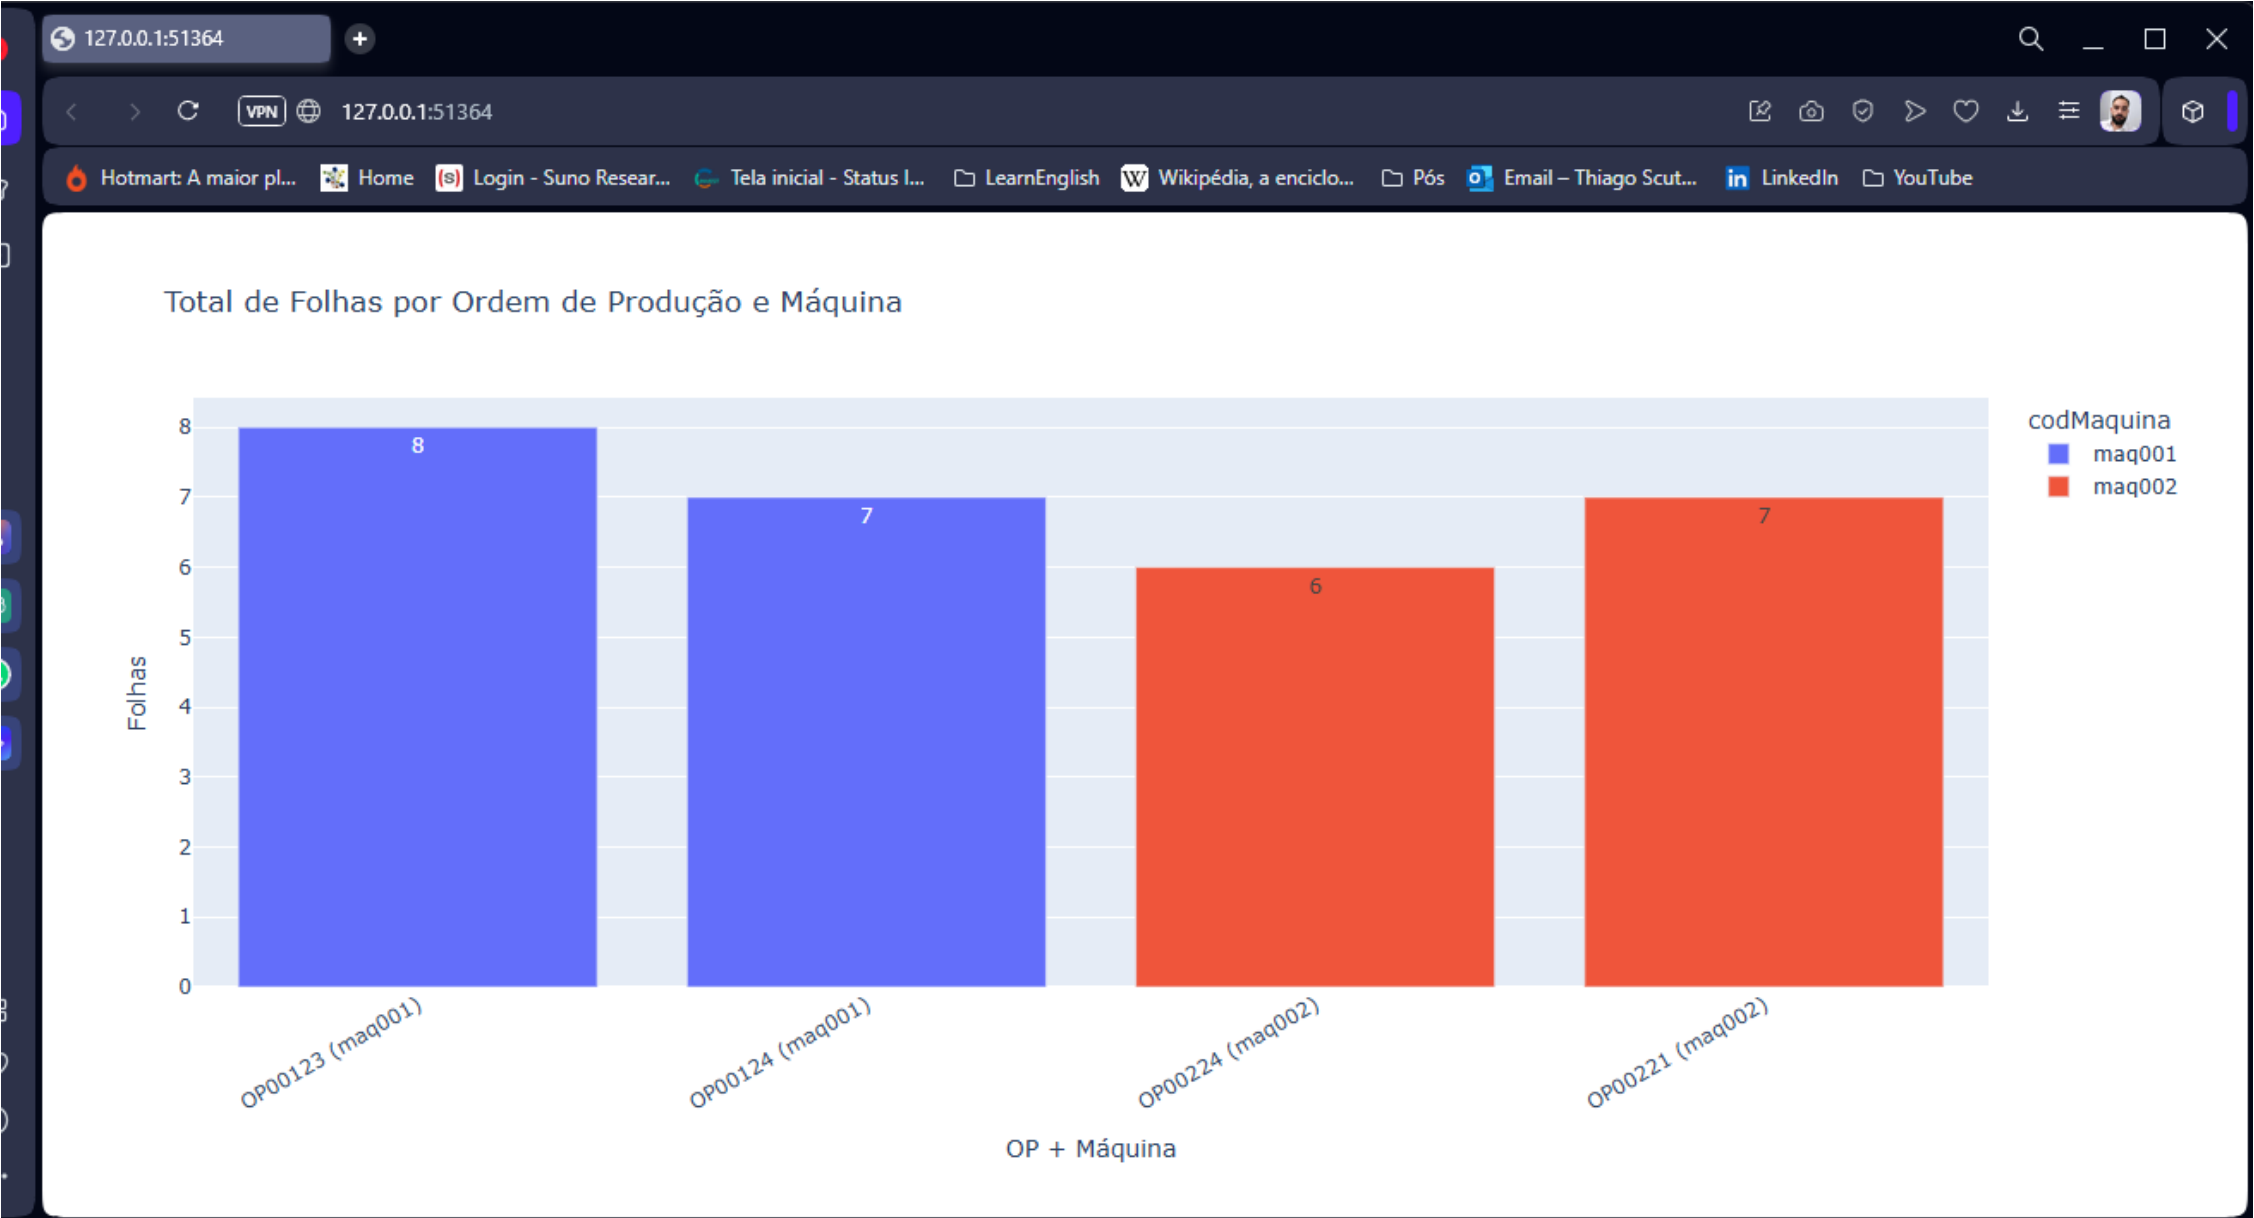 127.0.0.1:51364
VPN 127.0.0.1:51364
Hotmart: A maior pl... Home (s) Login - Suno Resear... Tela inicial - Status I... LearnEnglish W Wikipédia, a enciclo... Pós Email – Thiago Scut... in LinkedIn YouTube
Total de Folhas por Ordem de Produção e Máquina
codMaquina
maq001
maq002
8
7
6
5
4
3
2
1
0
Folhas
8
7
6
7
OP00123 (maq001)
OP00124 (maq001)
OP00224 (maq002)
OP00221 (maq002)
OP + Máquina